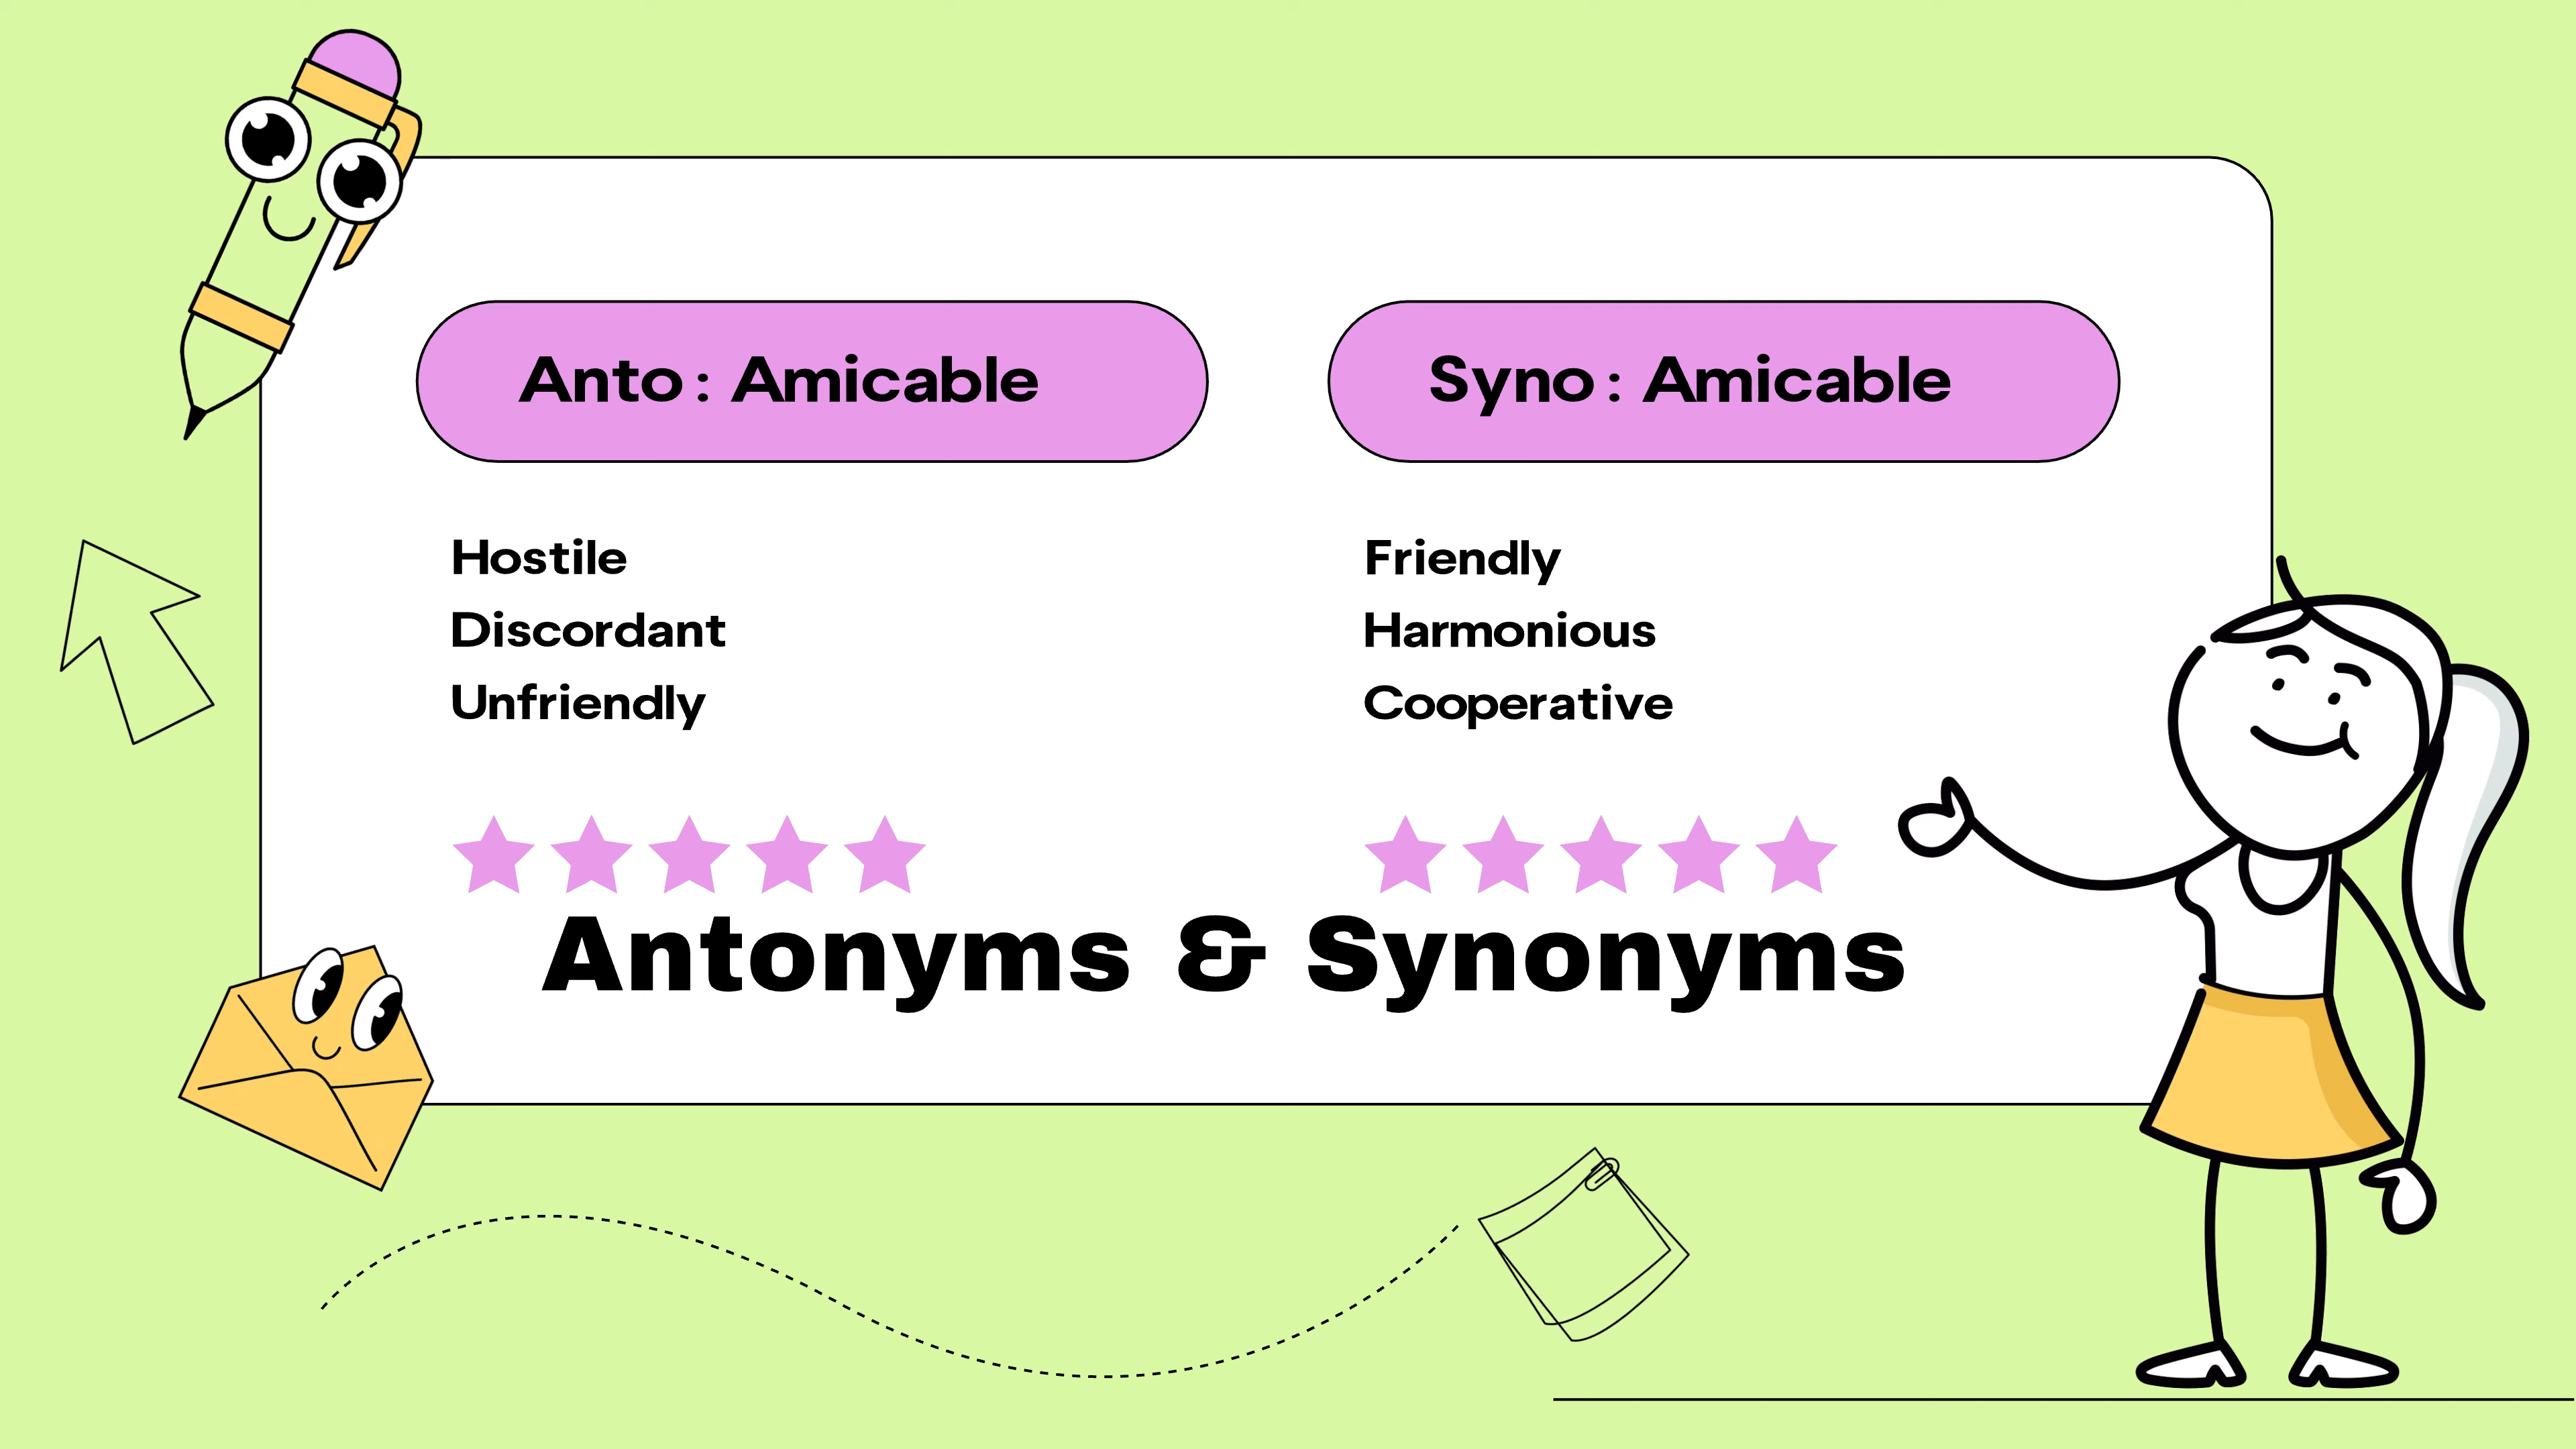 Anto : Amicable
Hostile
Discordant
Unfriendly
Syno : Amicable
Friendly
Harmonious
Cooperative
Antonyms & Synonyms